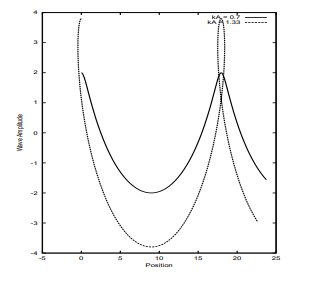 4
3
2
1
0
-1
-2
-3
-4
Wave Amplitude
kA = 0.7
kA = 1.33
-5 0 5 10 15 20 25
Position